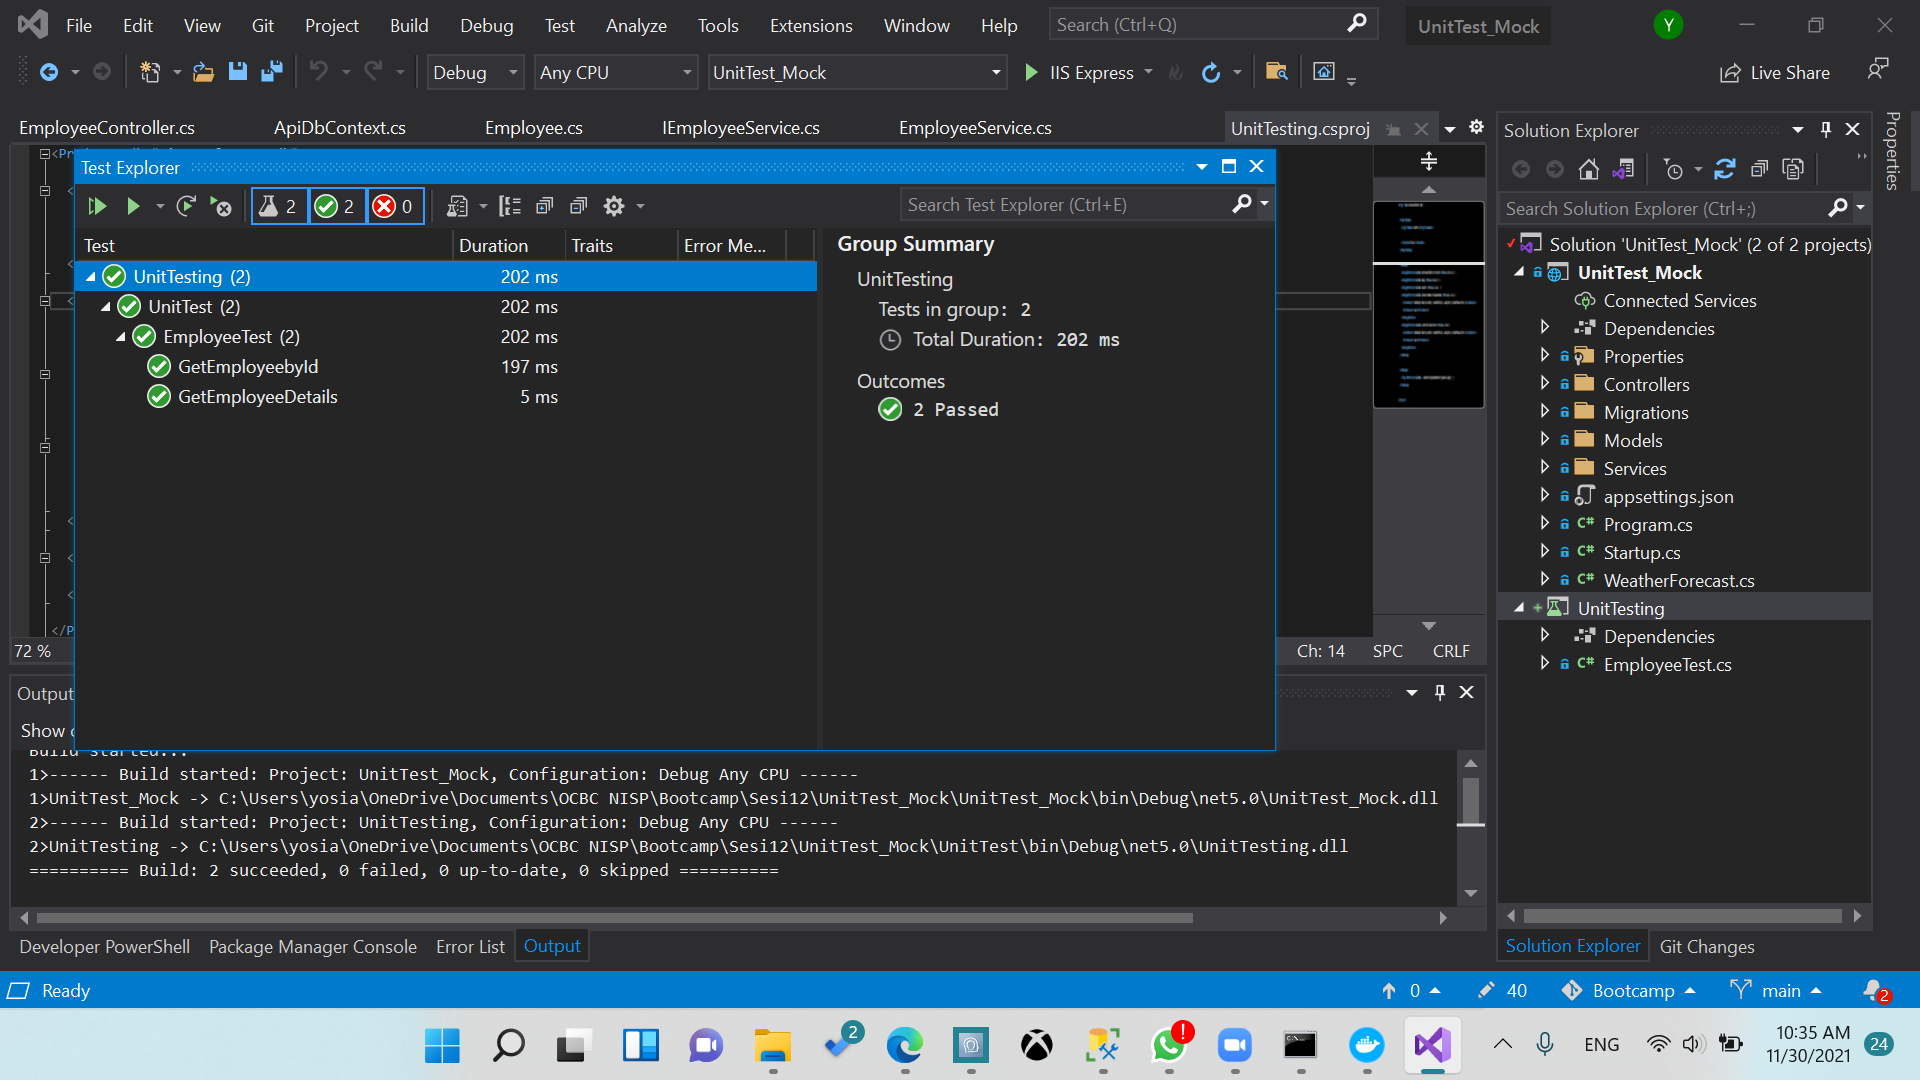 File Edit View Git Project Build Debug Test Analyze Tools Extensions Window Help Search (Ctrl+Q) UnitTest_Mock Y
Debug Any CPU UnitTest_Mock IIS Express Live Share
EmployeeController.cs ApiDbContext.cs Employee.cs IEmployeeService.cs EmployeeService.cs UnitTesting.csproj
Test Explorer
2 2 0 Search Test Explorer (Ctrl+E)
Test Duration Traits Error Me...
UnitTesting (2) 202 ms
UnitTest (2) 202 ms
EmployeeTest (2) 202 ms
GetEmployeebyId 197 ms
GetEmployeeDetails 5 ms
Group Summary
UnitTesting
Tests in group: 2
Total Duration: 202 ms
Outcomes
2 Passed
72 % Ch: 14 SPC CRLF
Output
Show
Build started...
1>------ Build started: Project: UnitTest_Mock, Configuration: Debug Any CPU ------
1>UnitTest_Mock -> C:\Users\yosia\OneDrive\Documents\OCBC NISP\Bootcamp\Sesi12\UnitTest_Mock\UnitTest_Mock\bin\Debug\net5.0\UnitTest_Mock.dll
2>------ Build started: Project: UnitTesting, Configuration: Debug Any CPU ------
2>UnitTesting -> C:\Users\yosia\OneDrive\Documents\OCBC NISP\Bootcamp\Sesi12\UnitTest_Mock\UnitTest\bin\Debug\net5.0\UnitTesting.dll
========== Build: 2 succeeded, 0 failed, 0 up-to-date, 0 skipped ==========
Developer PowerShell Package Manager Console Error List Output
Solution Explorer
Search Solution Explorer (Ctrl+;)
Solution 'UnitTest_Mock' (2 of 2 projects)
UnitTest_Mock
Connected Services
Dependencies
Properties
Controllers
Migrations
Models
Services
appsettings.json
C# Program.cs
C# Startup.cs
C# WeatherForecast.cs
UnitTesting
Dependencies
C# EmployeeTest.cs
Solution Explorer Git Changes
Properties
Ready 0 40 Bootcamp main 2
2 ! ENG 10:35 AM 24
11/30/2021